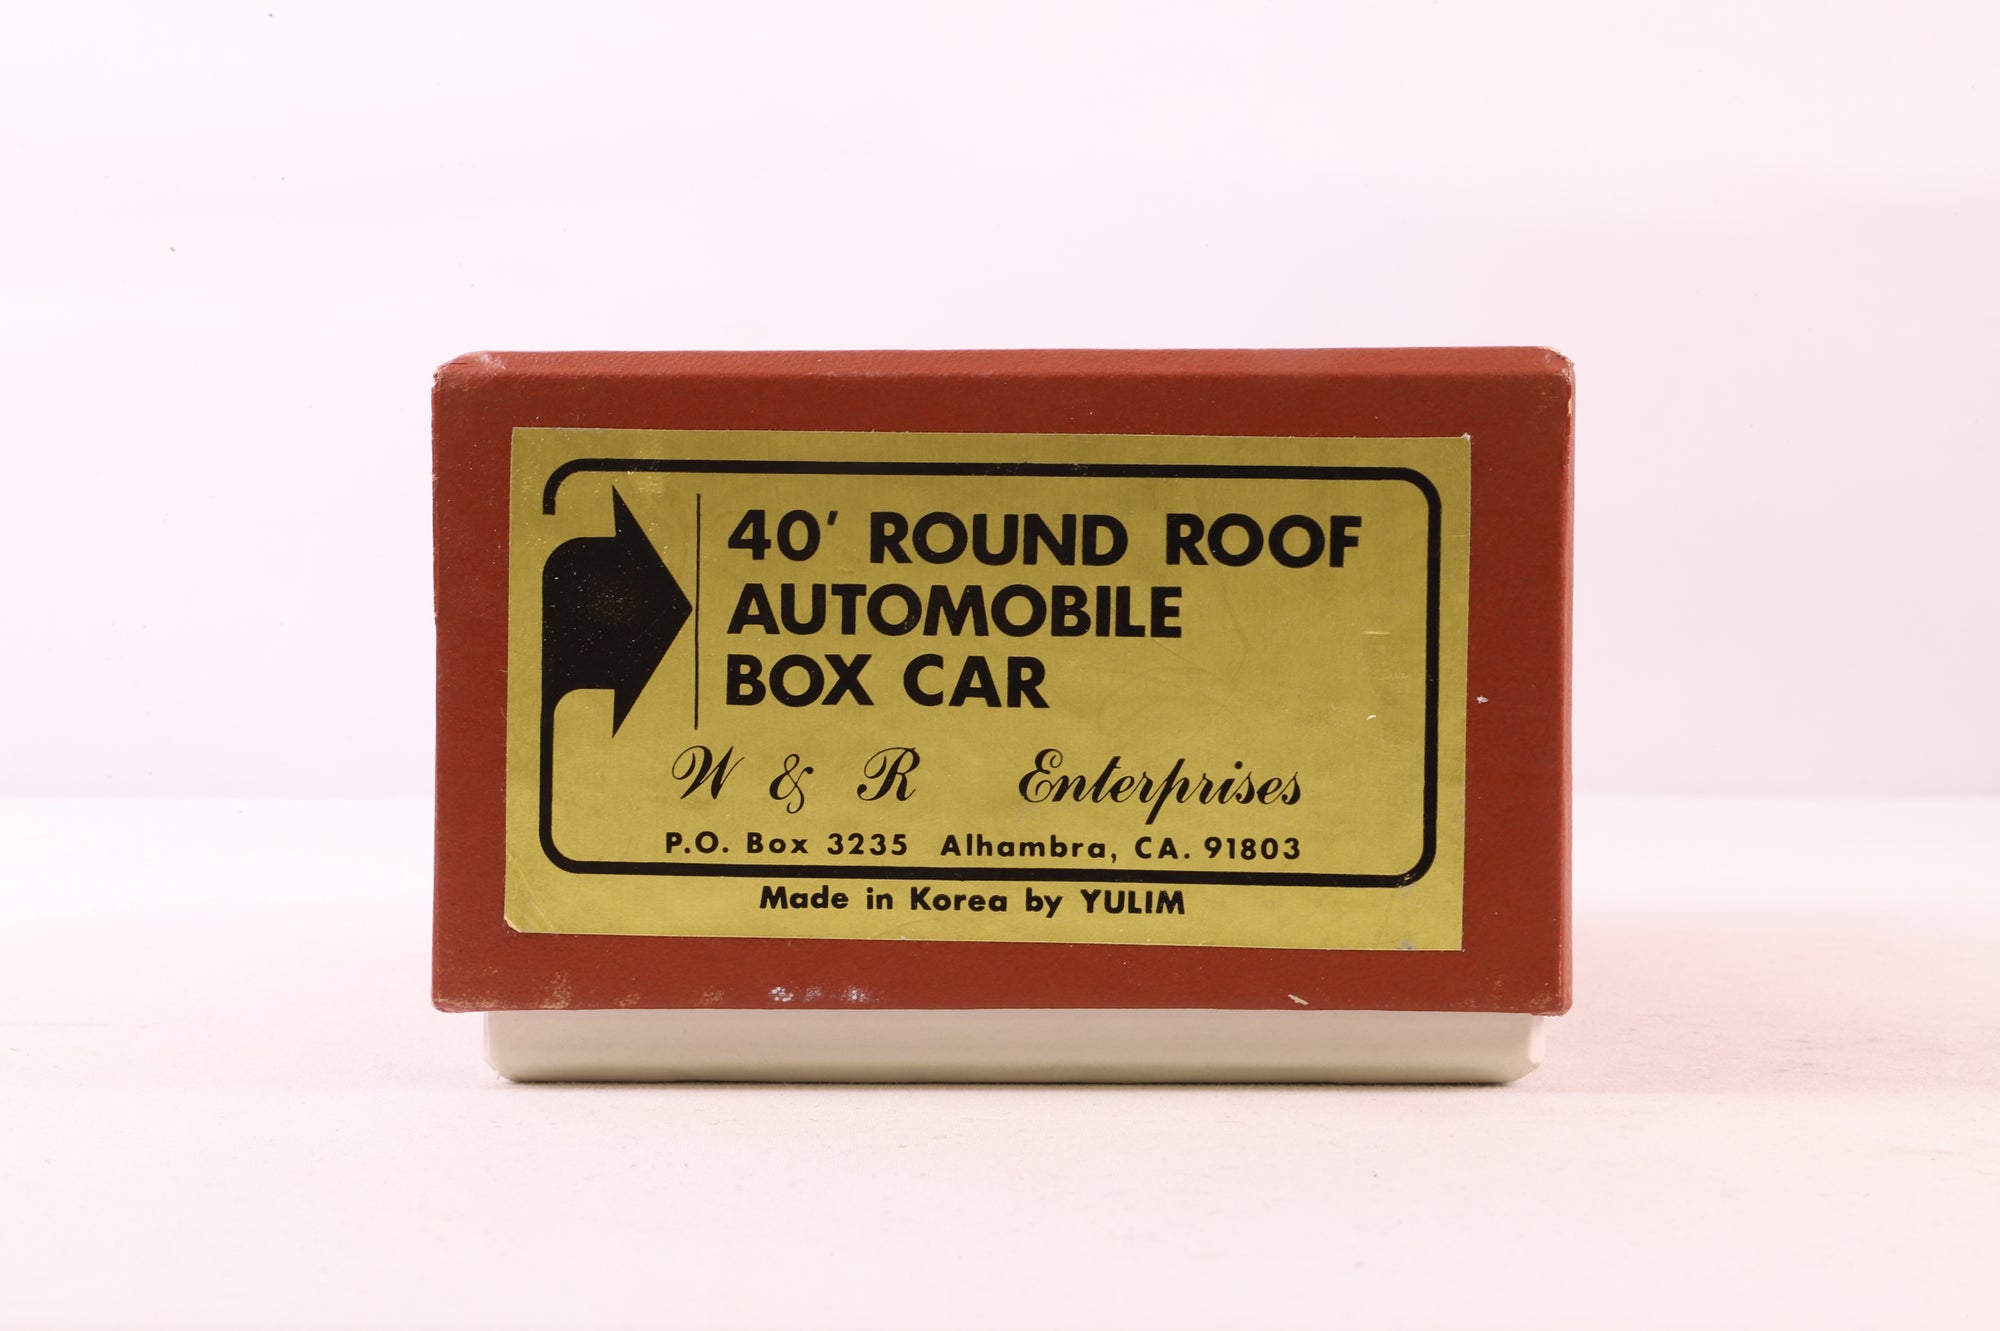 40' ROUND ROOF
AUTOMOBILE
BOX CAR
W & R Enterprises
P.O. Box 3235 Alhambra, CA. 91803
Made in Korea by YULIM